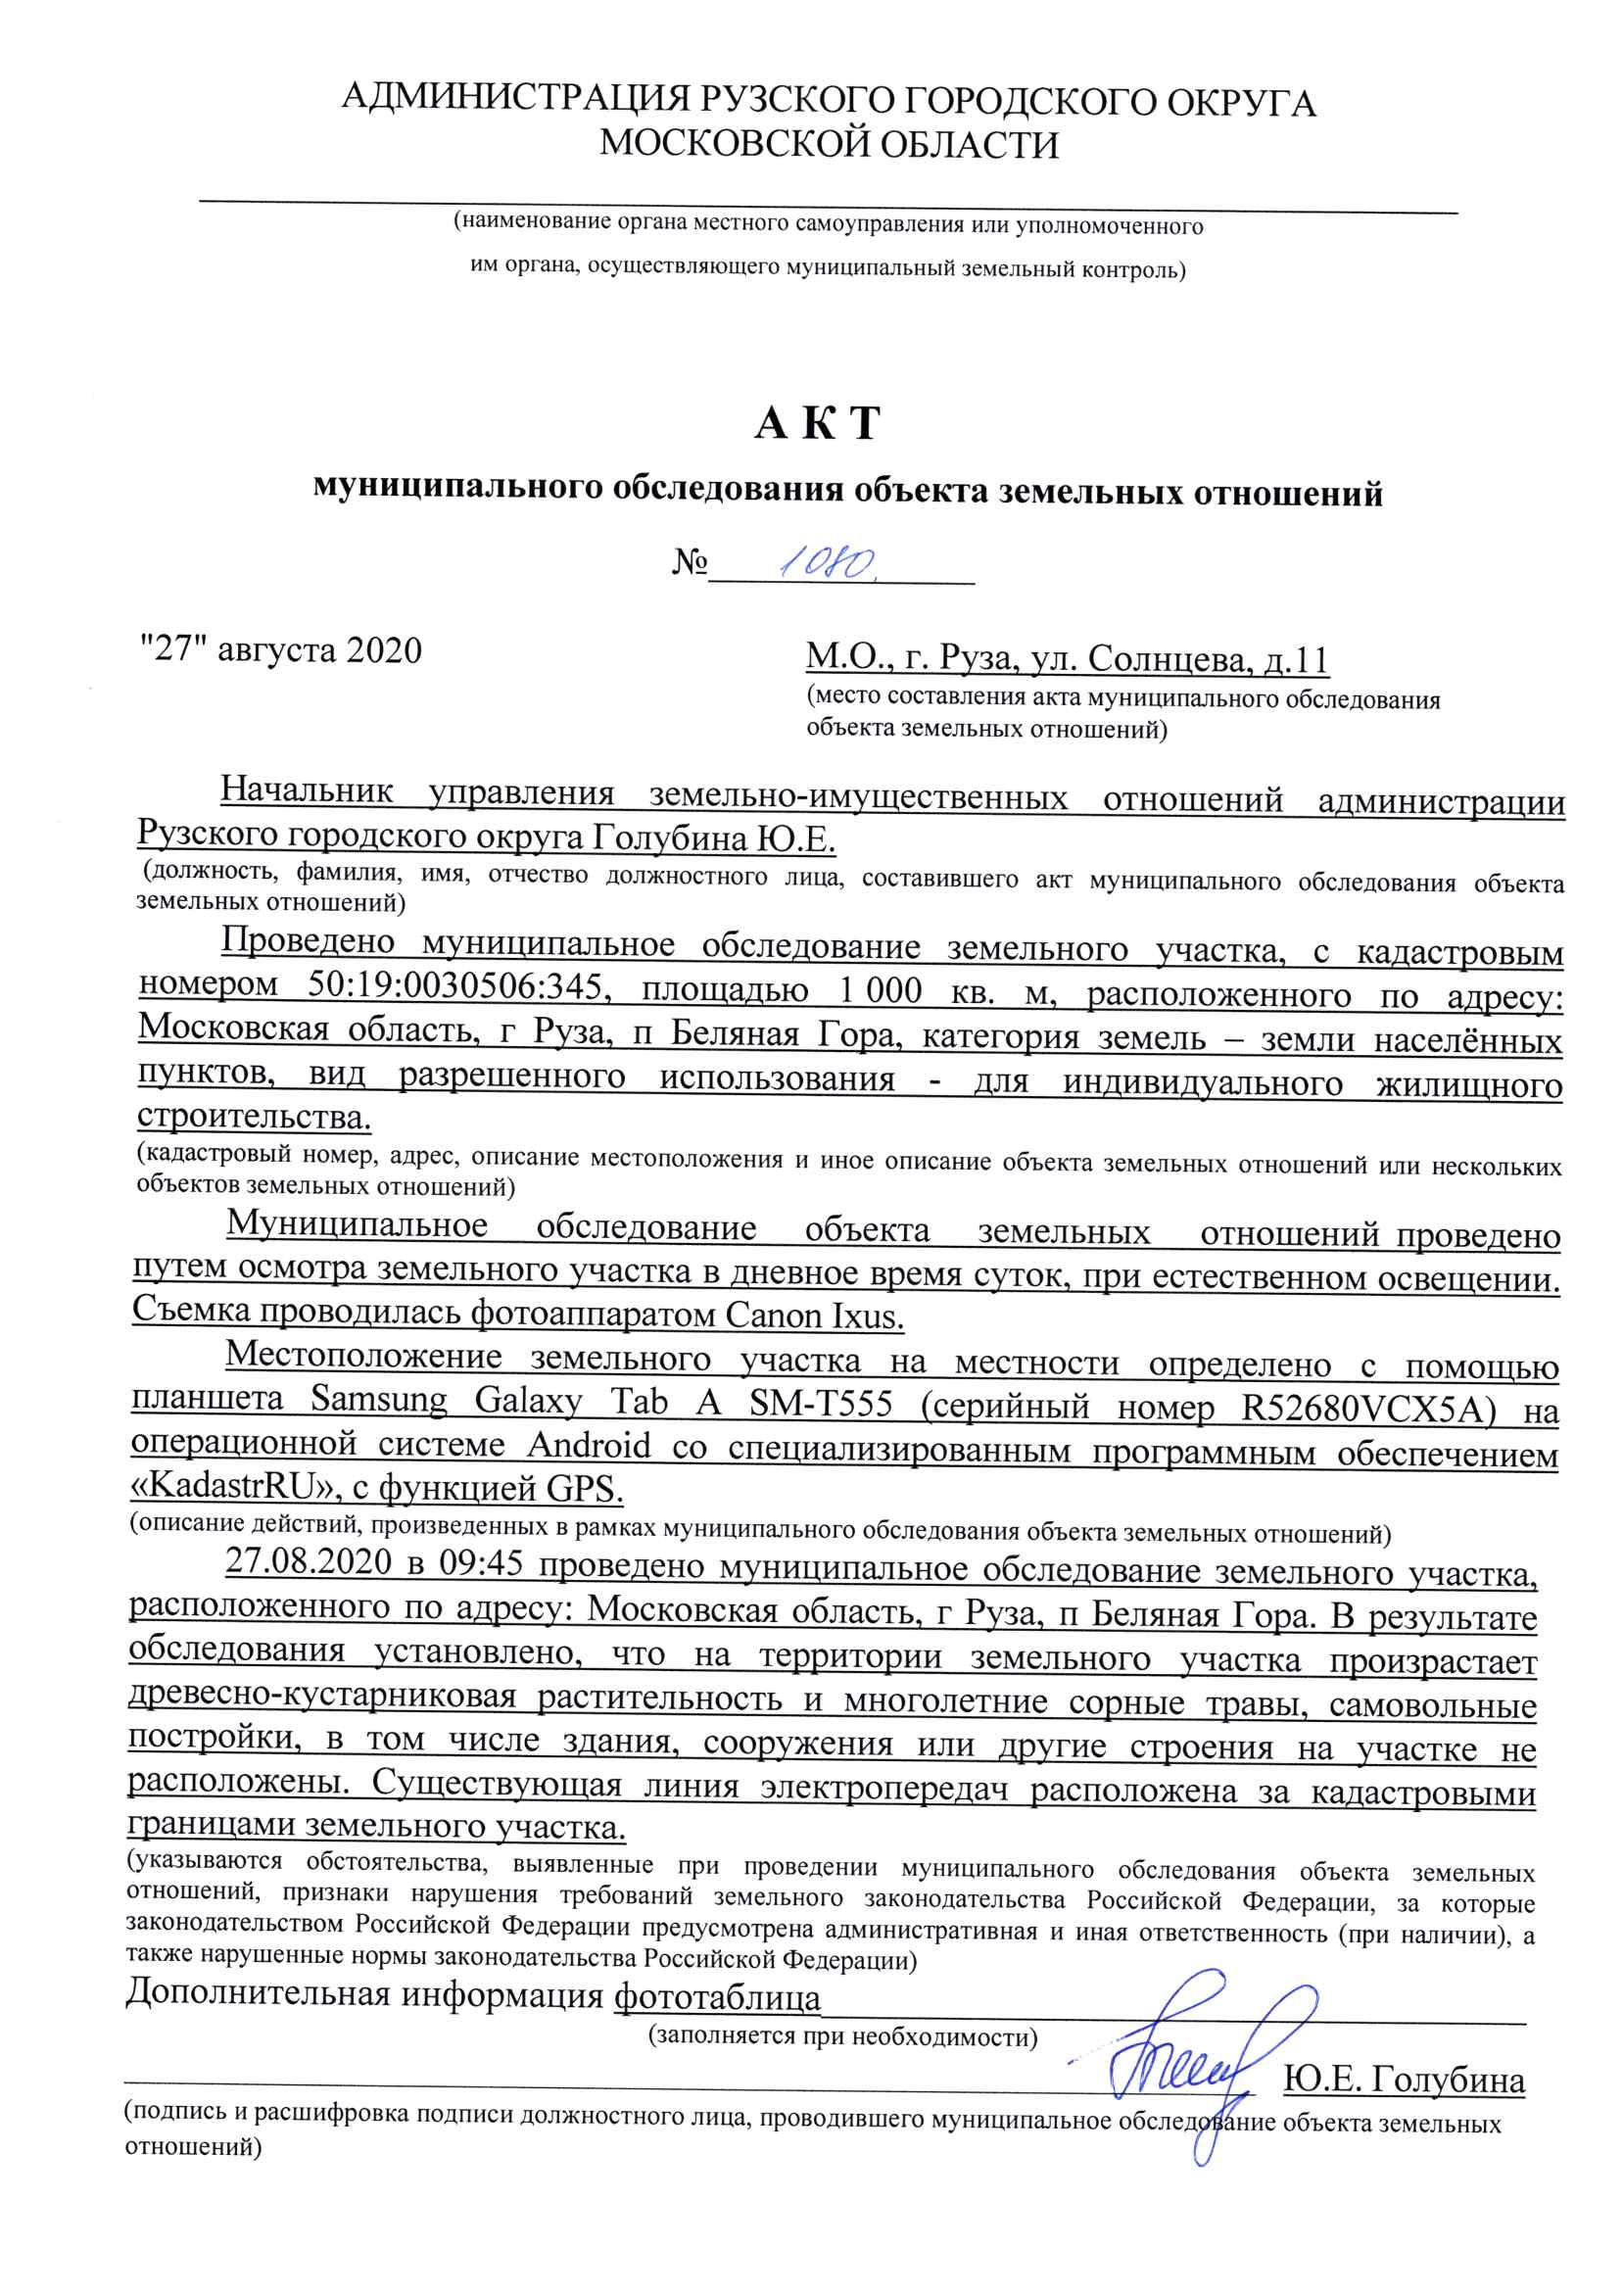 АДМИНИСТРАЦИЯ РУЗСКОГО ГОРОДСКОГО ОКРУГА
МОСКОВСКОЙ ОБЛАСТИ
(наименование органа местного самоуправления или уполномоченного
им органа, осуществляющего муниципальный земельный контроль)
А К Т
муниципального обследования объекта земельных отношений
№ 1080.
"27" августа 2020
М.О., г. Руза, ул. Солнцева, д.11
(место составления акта муниципального обследования
объекта земельных отношений)
Начальник управления земельно-имущественных отношений администрации
Рузского городского округа Голубина Ю.Е.
(должность, фамилия, имя, отчество должностного лица, составившего акт муниципального обследования объекта
земельных отношений)
Проведено муниципальное обследование земельного участка, с кадастровым
номером 50:19:0030506:345, площадью 1 000 кв. м, расположенного по адресу:
Московская область, г Руза, п Беляная Гора, категория земель – земли населённых
пунктов, вид разрешенного использования - для индивидуального жилищного
строительства.
(кадастровый номер, адрес, описание местоположения и иное описание объекта земельных отношений или нескольких
объектов земельных отношений)
Муниципальное обследование объекта земельных отношений проведено
путем осмотра земельного участка в дневное время суток, при естественном освещении.
Съемка проводилась фотоаппаратом Canon Ixus.
Местоположение земельного участка на местности определено с помощью
планшета Samsung Galaxy Tab A SM-T555 (серийный номер R52680VCX5A) на
операционной системе Android со специализированным программным обеспечением
«KadastrRU», с функцией GPS.
(описание действий, произведенных в рамках муниципального обследования объекта земельных отношений)
27.08.2020 в 09:45 проведено муниципальное обследование земельного участка,
расположенного по адресу: Московская область, г Руза, п Беляная Гора. В результате
обследования установлено, что на территории земельного участка произрастает
древесно-кустарниковая растительность и многолетние сорные травы, самовольные
постройки, в том числе здания, сооружения или другие строения на участке не
расположены. Существующая линия электропередач расположена за кадастровыми
границами земельного участка.
(указываются обстоятельства, выявленные при проведении муниципального обследования объекта земельных
отношений, признаки нарушения требований земельного законодательства Российской Федерации, за которые
законодательством Российской Федерации предусмотрена административная и иная ответственность (при наличии), а
также нарушенные нормы законодательства Российской Федерации)
Дополнительная информация фототаблица
(заполняется при необходимости)
Ю.Е. Голубина
(подпись и расшифровка подписи должностного лица, проводившего муниципальное обследование объекта земельных
отношений)